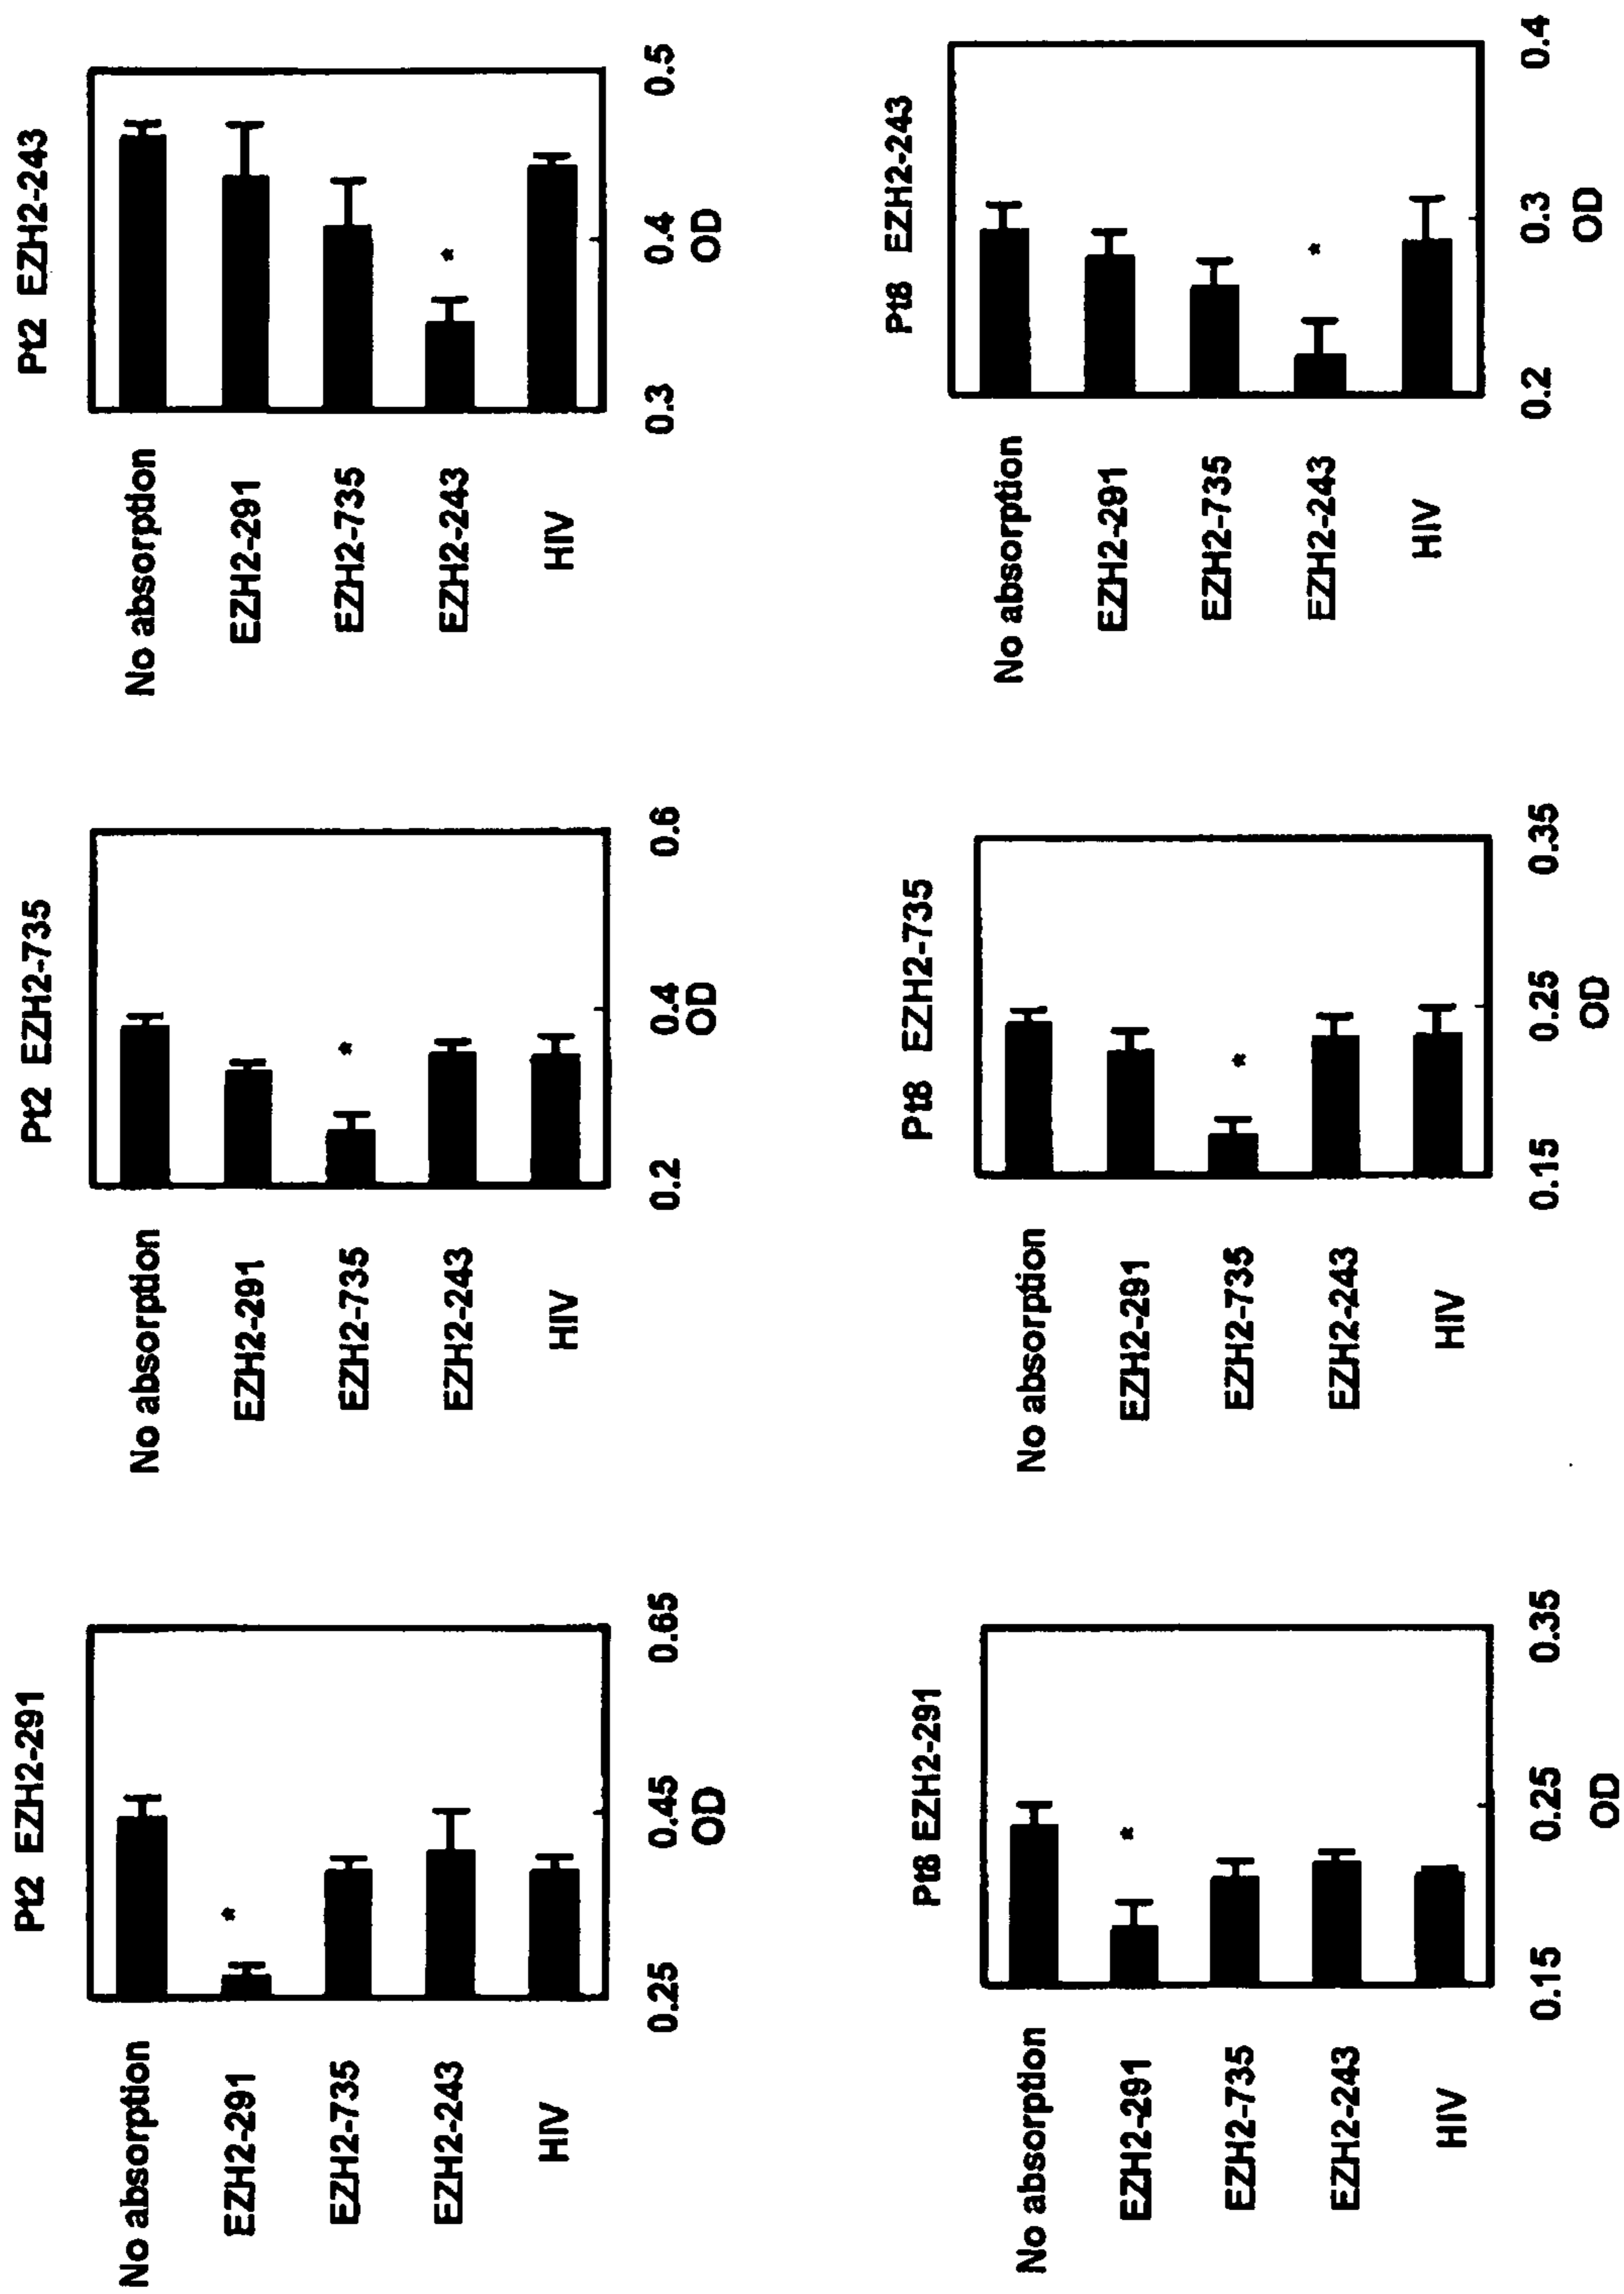 Pt2 EZH2-291
No absorption
EZH2-291
EZH2-735
EZH2-243
HIV
0.25 0.45 0.65
OD
Pt2 EZH2-735
No absorption
EZH2-291
EZH2-735
*
EZH2-243
HIV
0.2 0.4 0.6
OD
Pt2 EZH2-243
No absorption
EZH2-291
EZH2-735
EZH2-243
*
HIV
0.3 0.4 0.5
OD
Pt8 EZH2-291
No absorption
EZH2-291
*
EZH2-735
EZH2-243
HIV
0.15 0.25 0.35
OD
Pt8 EZH2-735
No absorption
EZH2-291
EZH2-735
*
EZH2-243
HIV
0.15 0.25 0.35
OD
Pt8 EZH2-243
No absorption
EZH2-291
EZH2-735
EZH2-243
*
HIV
0.2 0.3 0.4
OD